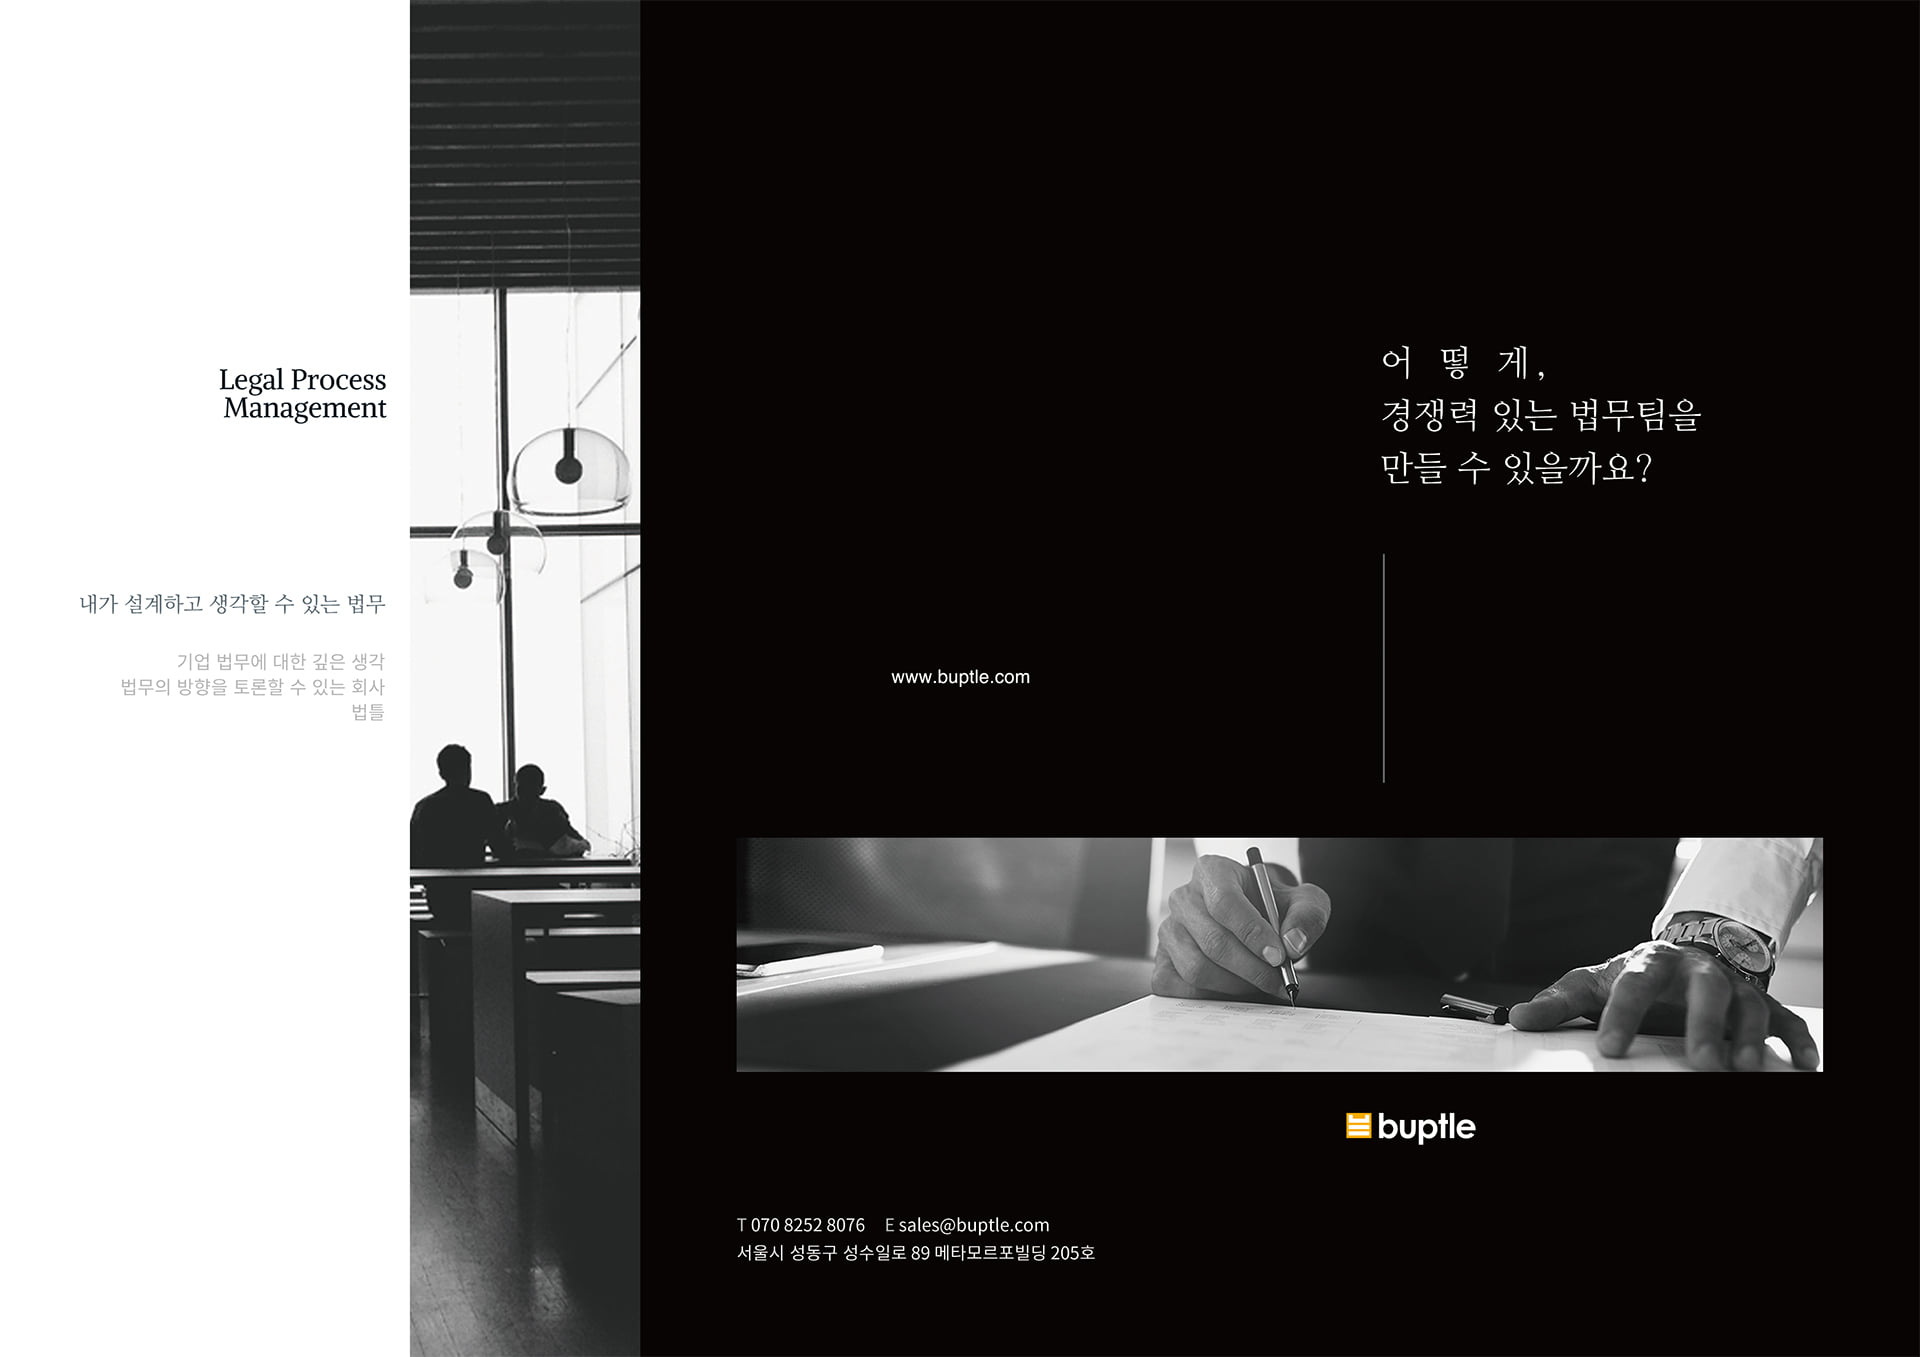 Legal Process
Management
내가 설계하고 생각할 수 있는 법무
기업 법무에 대한 깊은 생각
법무의 방향을 토론할 수 있는 회사
법틀
www.buptle.com
어 떻 게,
경쟁력 있는 법무팀을
만들 수 있을까요?
buptle
T 070 8252 8076 E sales@buptle.com
서울시 성동구 성수일로 89 메타모르포빌딩 205호